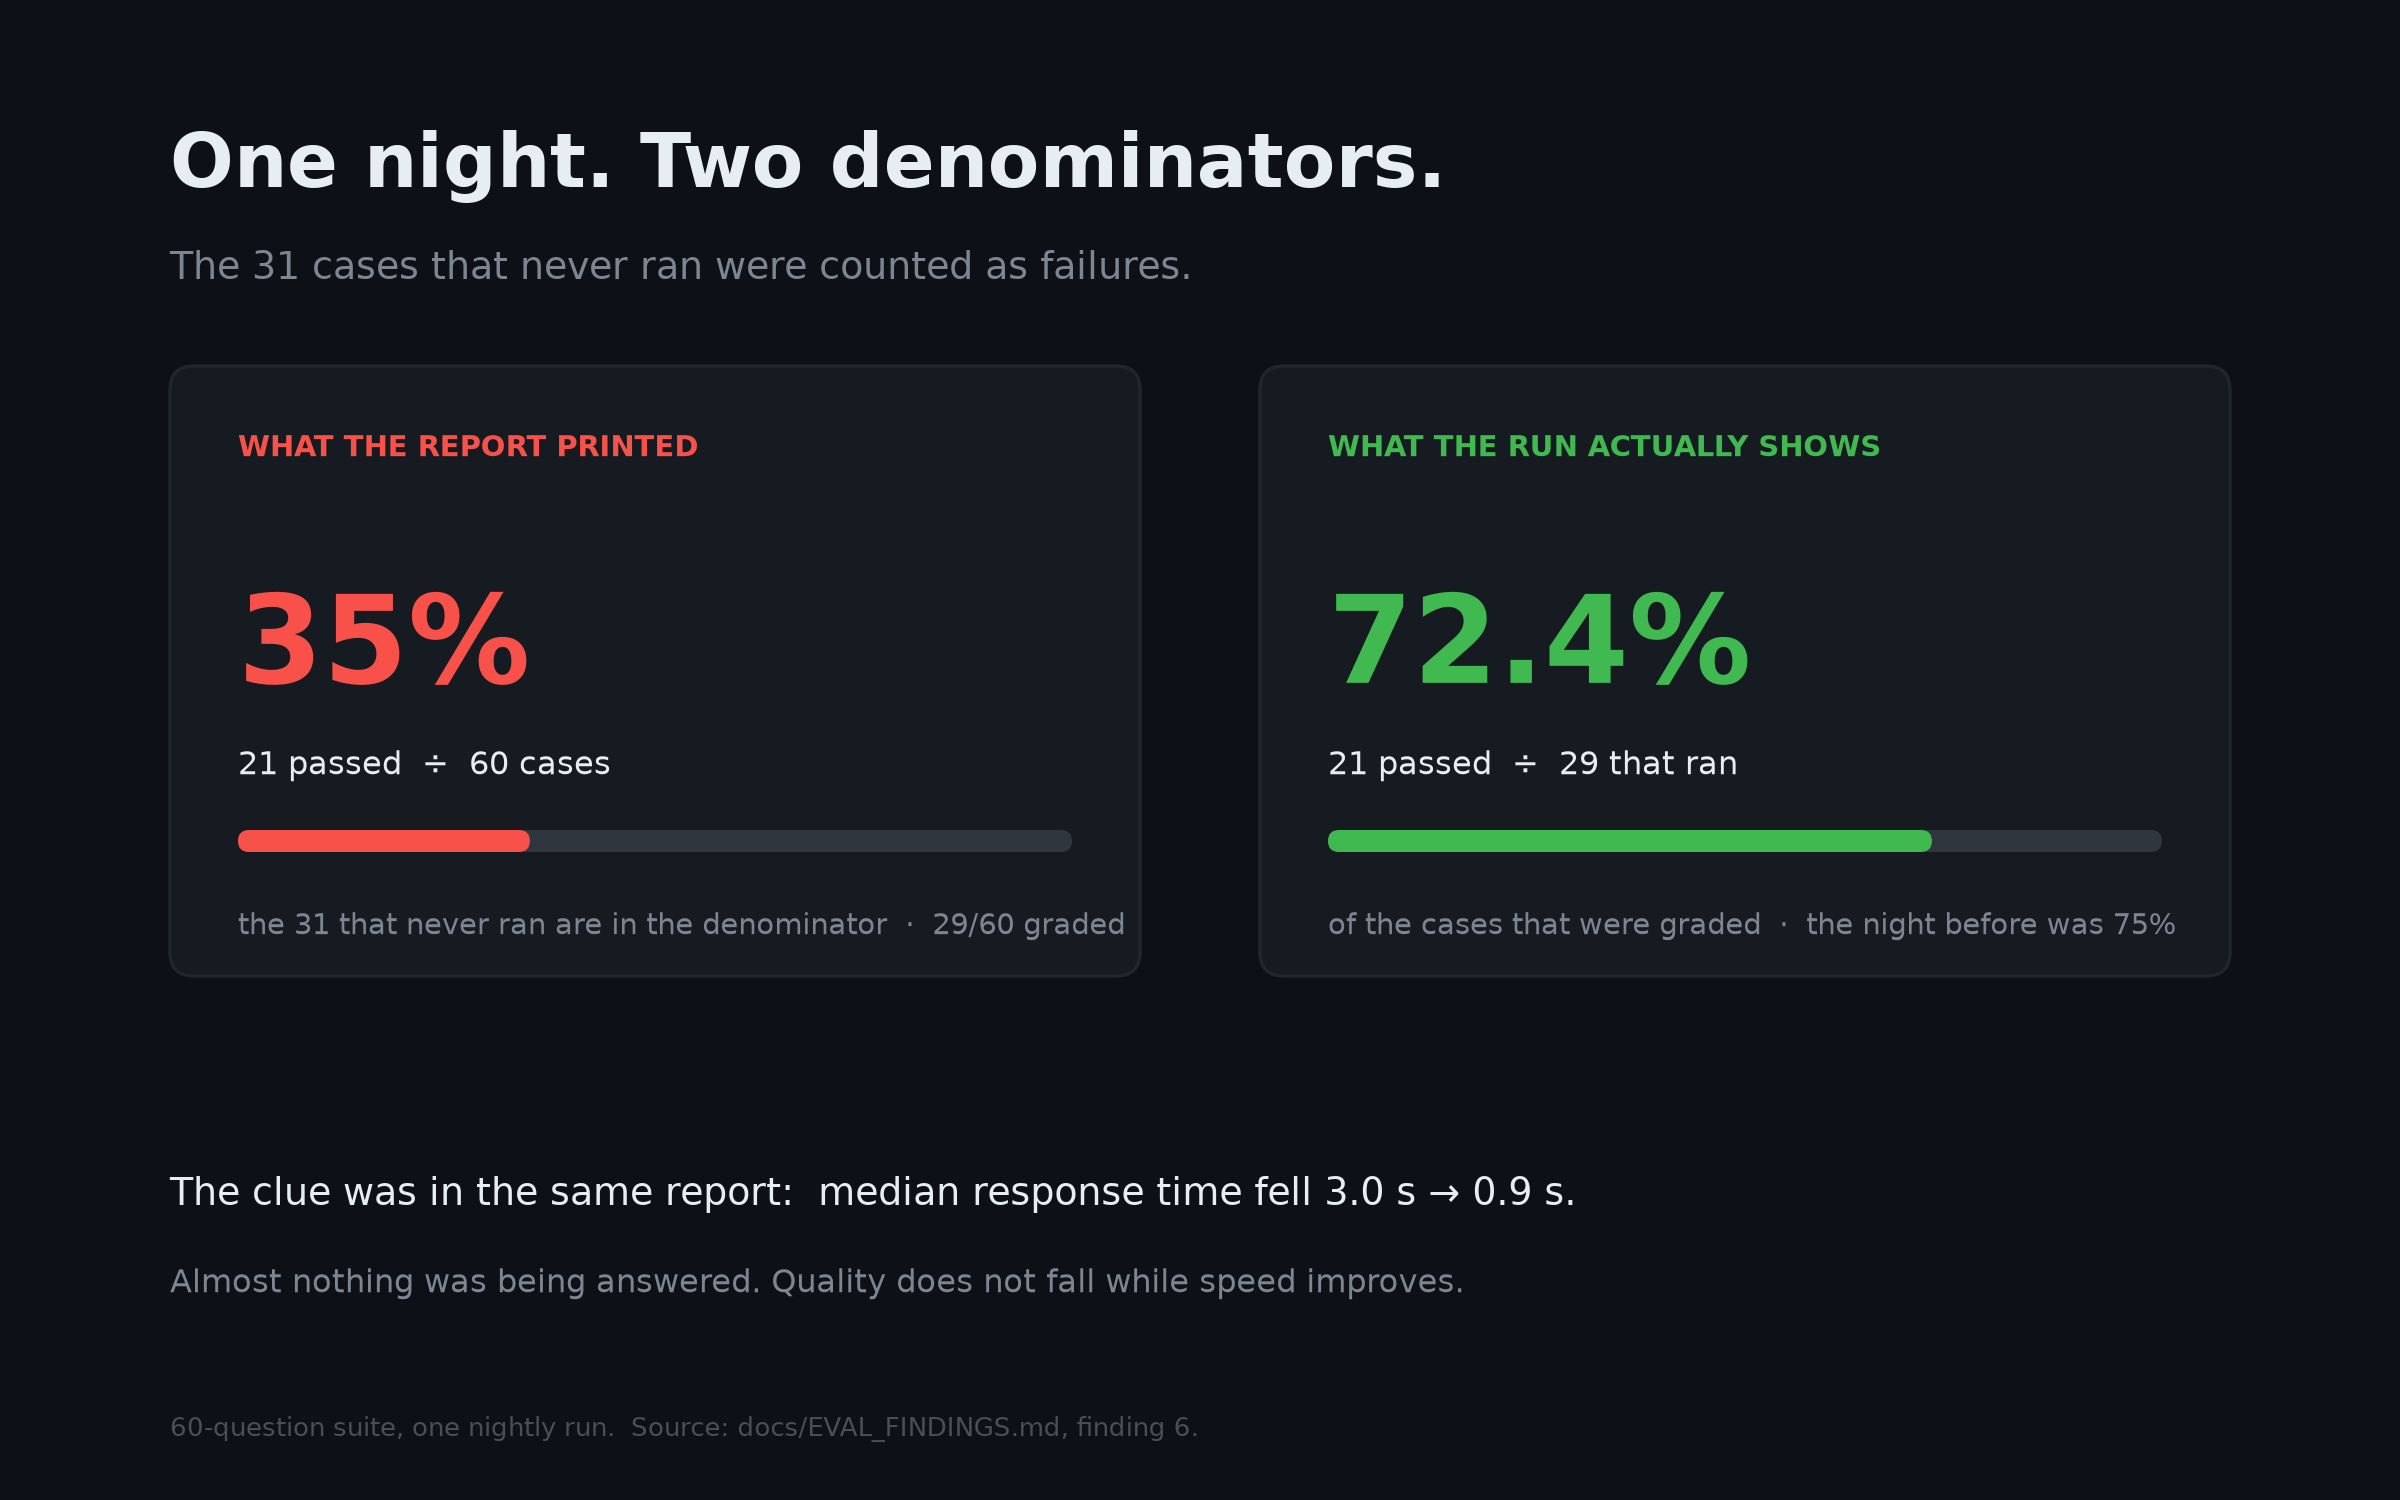 One night. Two denominators.
The 31 cases that never ran were counted as failures.
WHAT THE REPORT PRINTED
35%
21 passed ÷ 60 cases
the 31 that never ran are in the denominator · 29/60 graded
WHAT THE RUN ACTUALLY SHOWS
72.4%
21 passed ÷ 29 that ran
of the cases that were graded · the night before was 75%
The clue was in the same report: median response time fell 3.0 s → 0.9 s.
Almost nothing was being answered. Quality does not fall while speed improves.
60-question suite, one nightly run. Source: docs/EVAL_FINDINGS.md, finding 6.